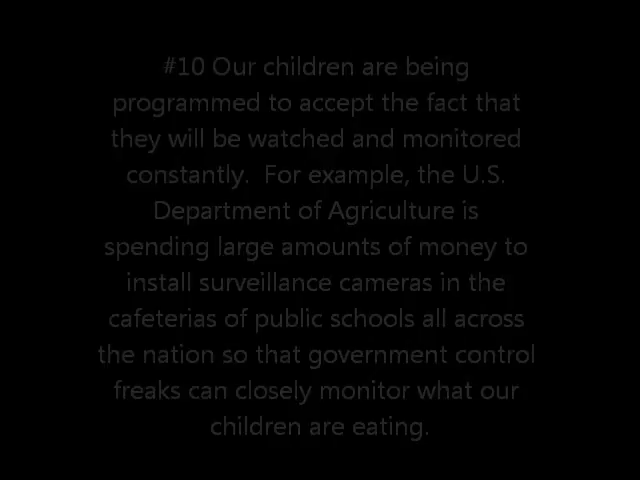 #10 Our children are being
programmed to accept the fact that
they will be watched and monitored
constantly.  For example, the U.S.
Department of Agriculture is
spending large amounts of money to
install surveillance cameras in the
cafeterias of public schools all across
the nation so that government control
freaks can closely monitor what our
children are eating.